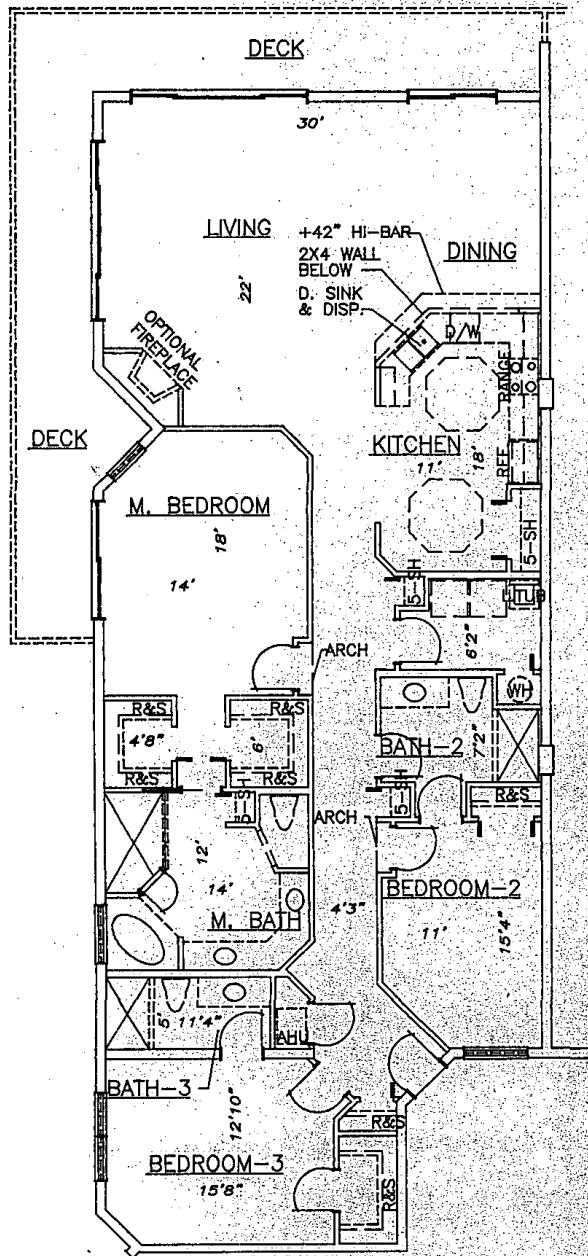 DECK
30'
LIVING
+42" HI-BAR
2X4 WALL
BELOW
DINING
D. SINK
& DISP.
22'
D/W
OPTIONAL
FIREPLACE
RANGE
DECK
KITCHEN
11'
18'
REF
M. BEDROOM
18'
14'
5-SH
5-SH
TUB
6'2"
ARCH
WH
R&S
R&S
4'8"
6'
BATH-2
7'2"
R&S
R&S
5-SH
5-SH
R&S
ARCH
12'
14'
BEDROOM-2
M. BATH
4'3"
11'
15'4"
5'
11'4"
AHU
BATH-3
12'10"
R&S
BEDROOM-3
15'8"
R&S